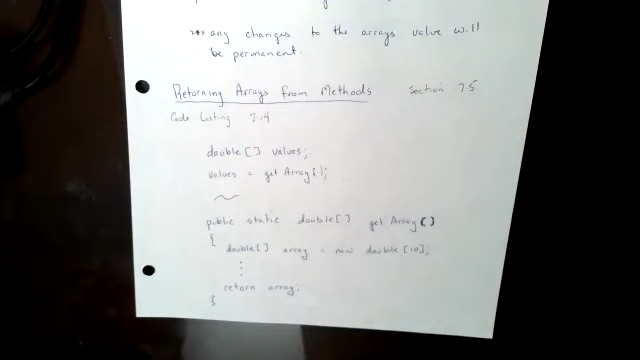 *** any changes to the arrays value will
be permanent.
Returning Arrays from Methods Section 7.5
Code Listing 7.14
double[] values;
values = getArray();
public static double[] getArray()
{
double[] array = new double[10];
return array;
}